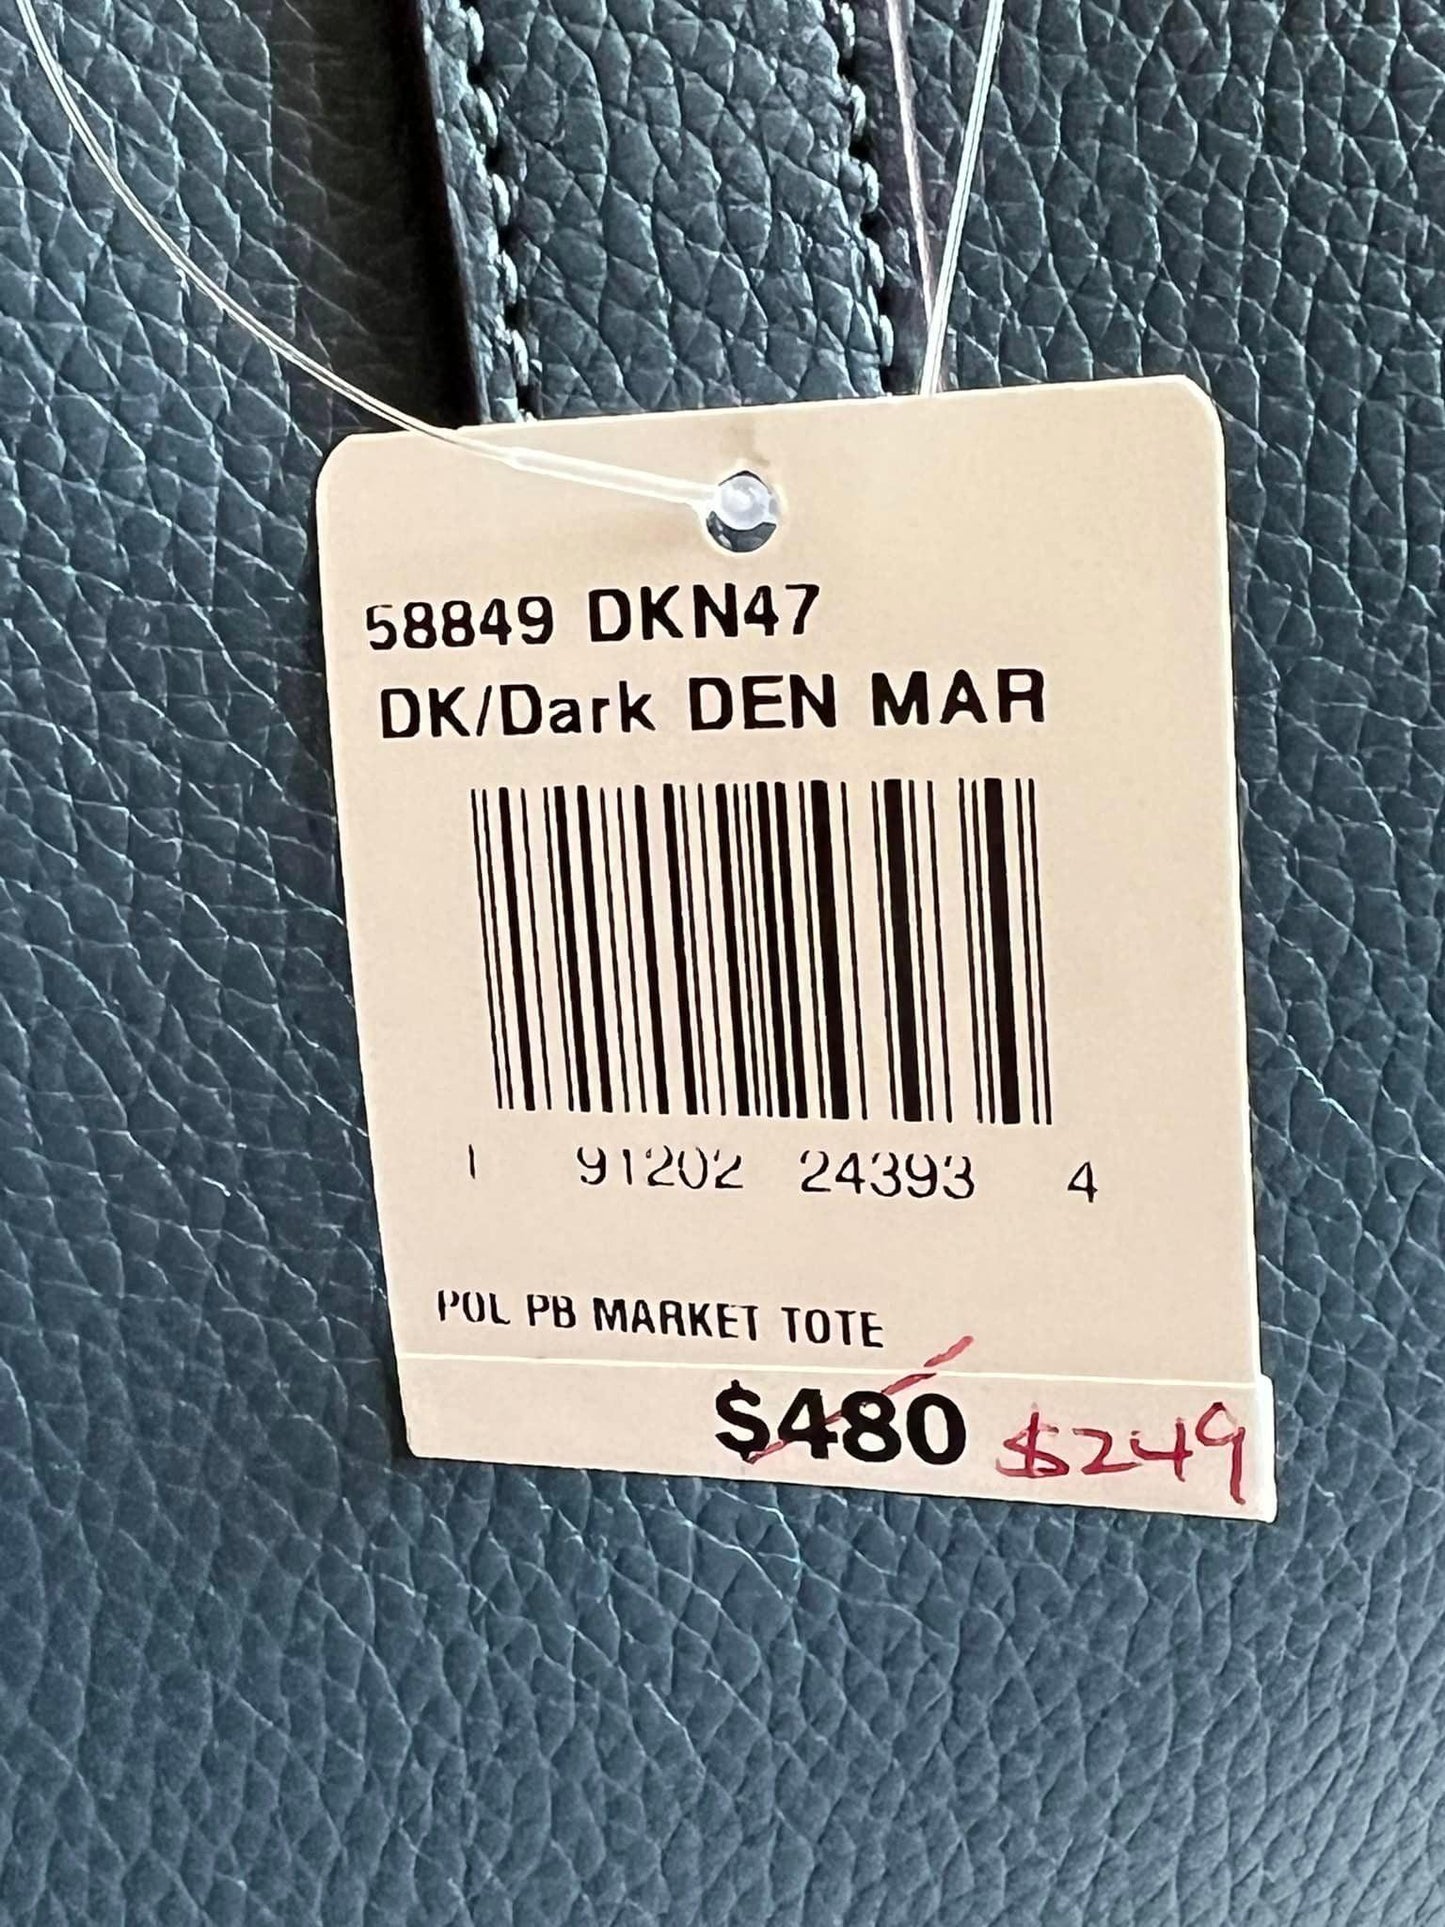 58849 DKN47
DK/Dark DEN MAR
1 91202 24393 4
POL PB MARKET TOTE
$480 $249